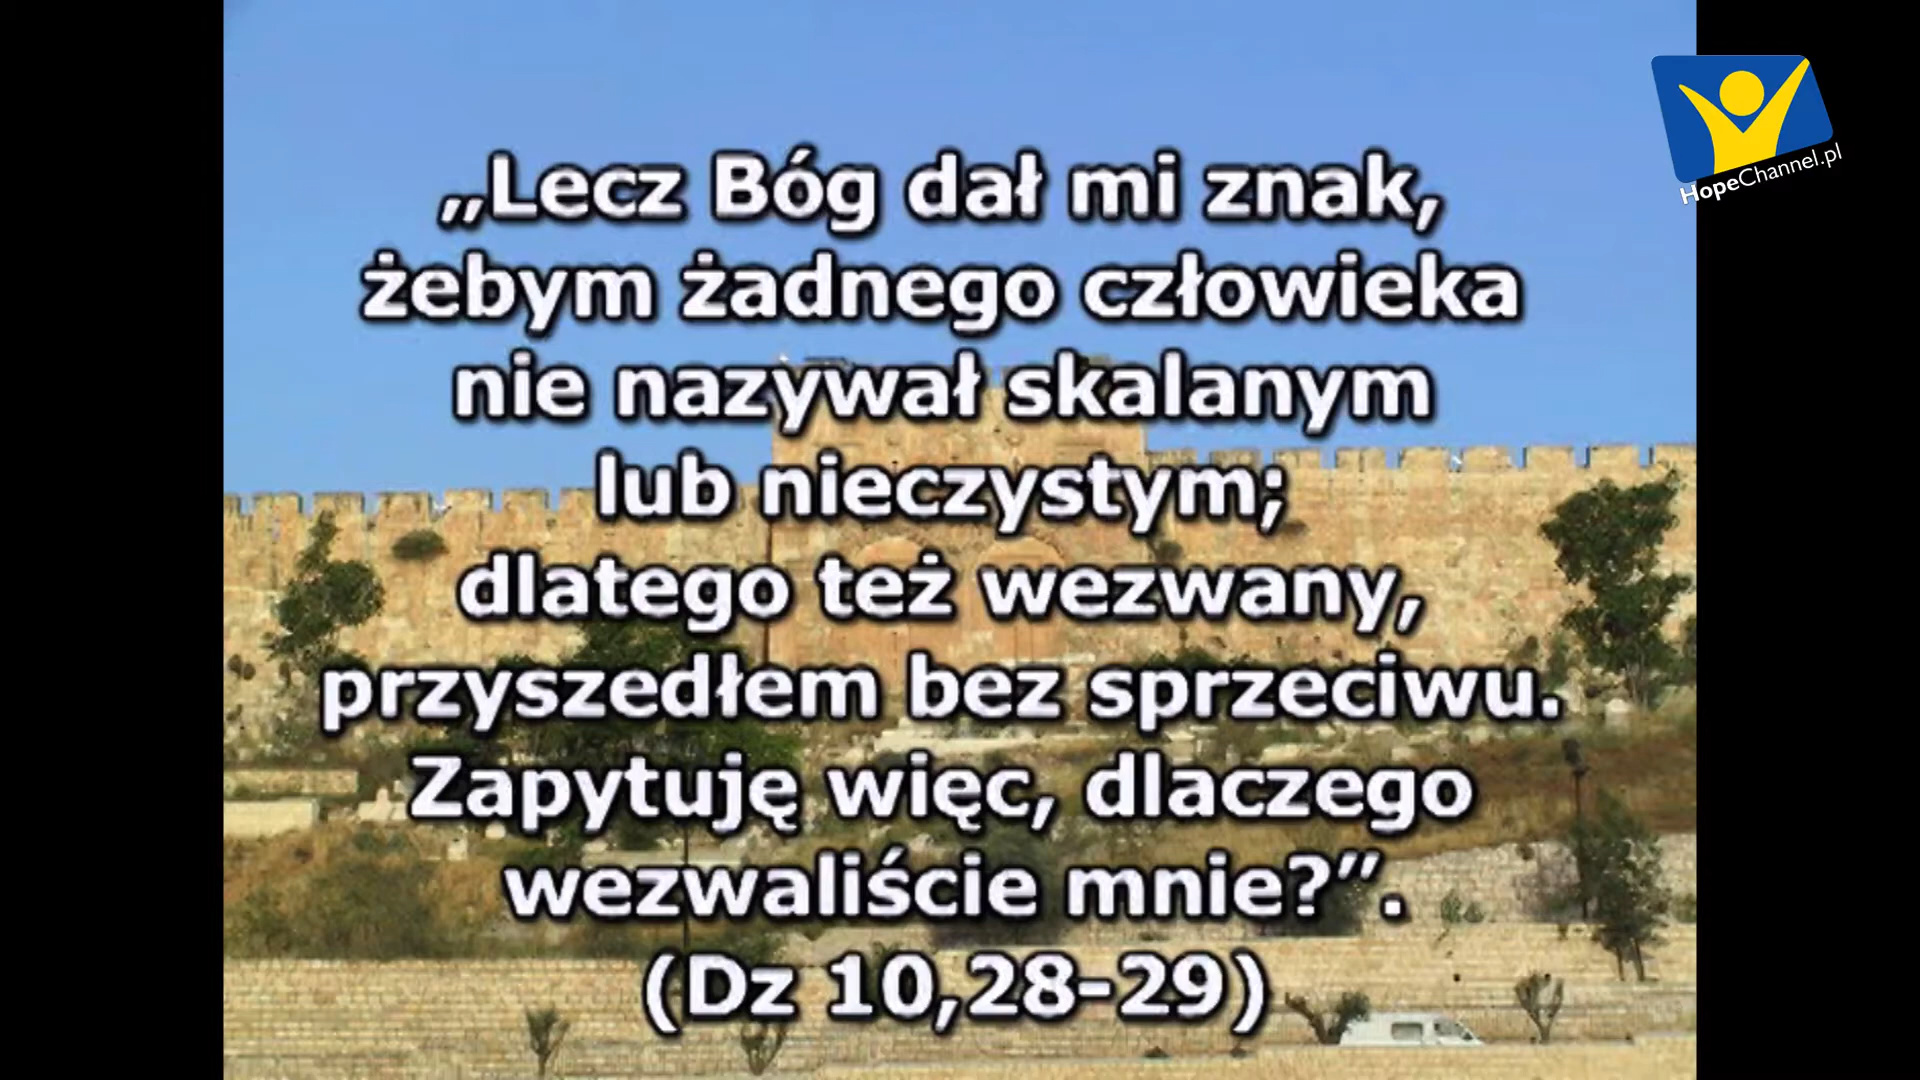 HopeChannel.pl
„Lecz Bóg dał mi znak,
żebym żadnego człowieka
nie nazywał skalanym
lub nieczystym;
dlatego też wezwany,
przyszedłem bez sprzeciwu.
Zapytuję więc, dlaczego
wezwaliście mnie?”.
(Dz 10,28-29)